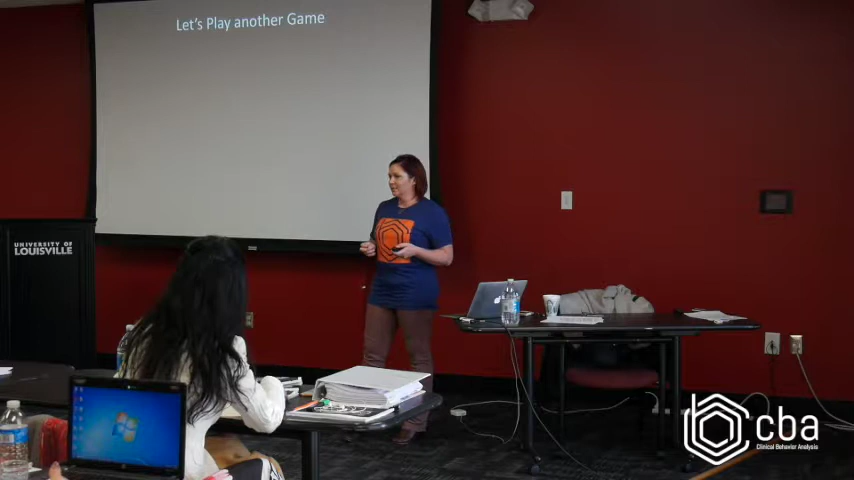 Let's Play another Game
UNIVERSITY OF
LOUISVILLE
cba
Clinical Behavior Analysis